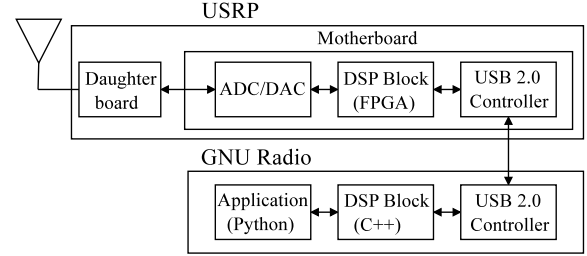 USRP
Motherboard
Daughter
board
ADC/DAC
DSP Block
(FPGA)
USB 2.0
Controller
GNU Radio
Application
(Python)
DSP Block
(C++)
USB 2.0
Controller